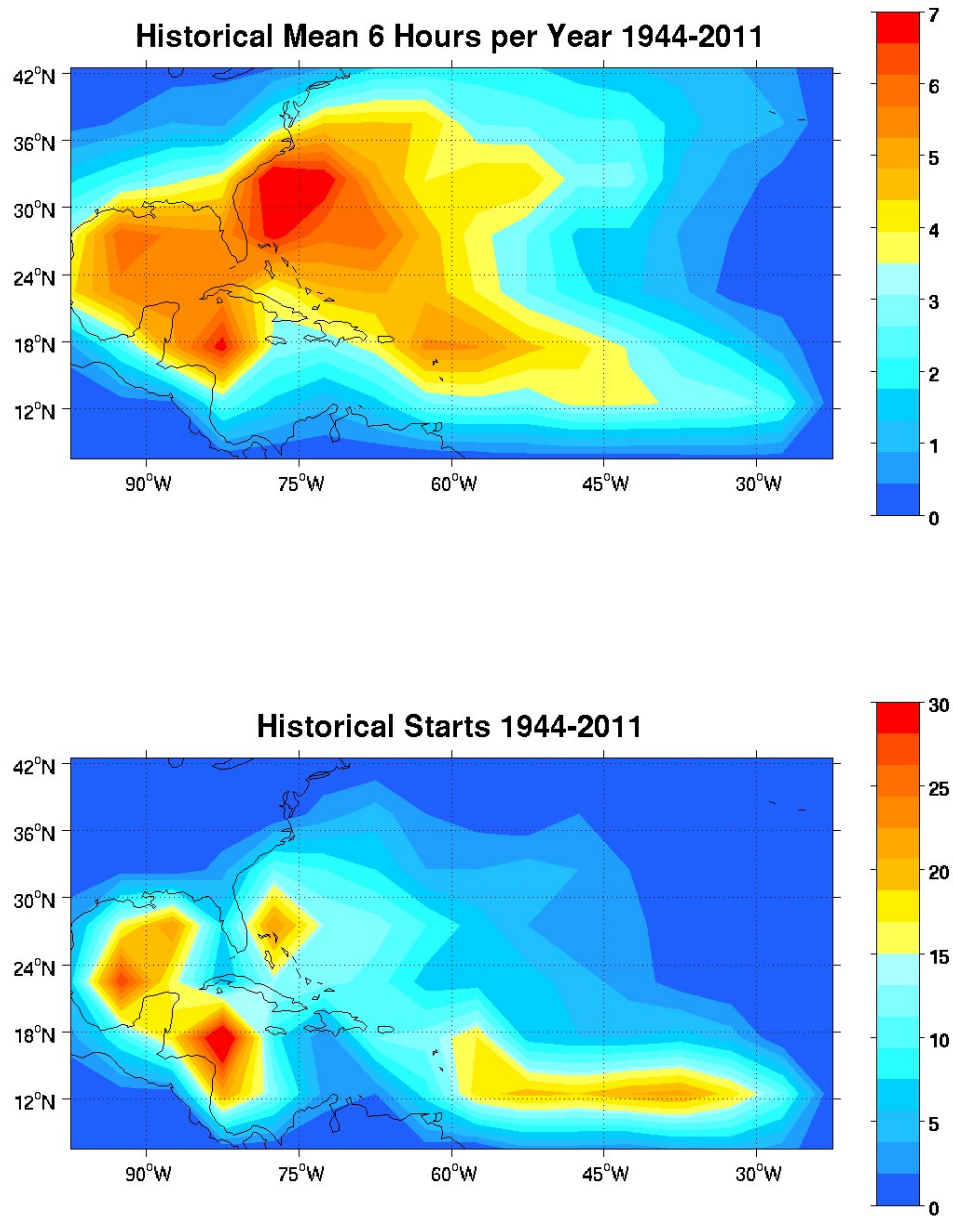 Historical Mean 6 Hours per Year 1944-2011
7
6
5
4
3
2
1
0
42°N
36°N
30°N
24°N
18°N
12°N
90°W 75°W 60°W 45°W 30°W
Historical Starts 1944-2011
30
25
20
15
10
5
0
42°N
36°N
30°N
24°N
18°N
12°N
90°W 75°W 60°W 45°W 30°W